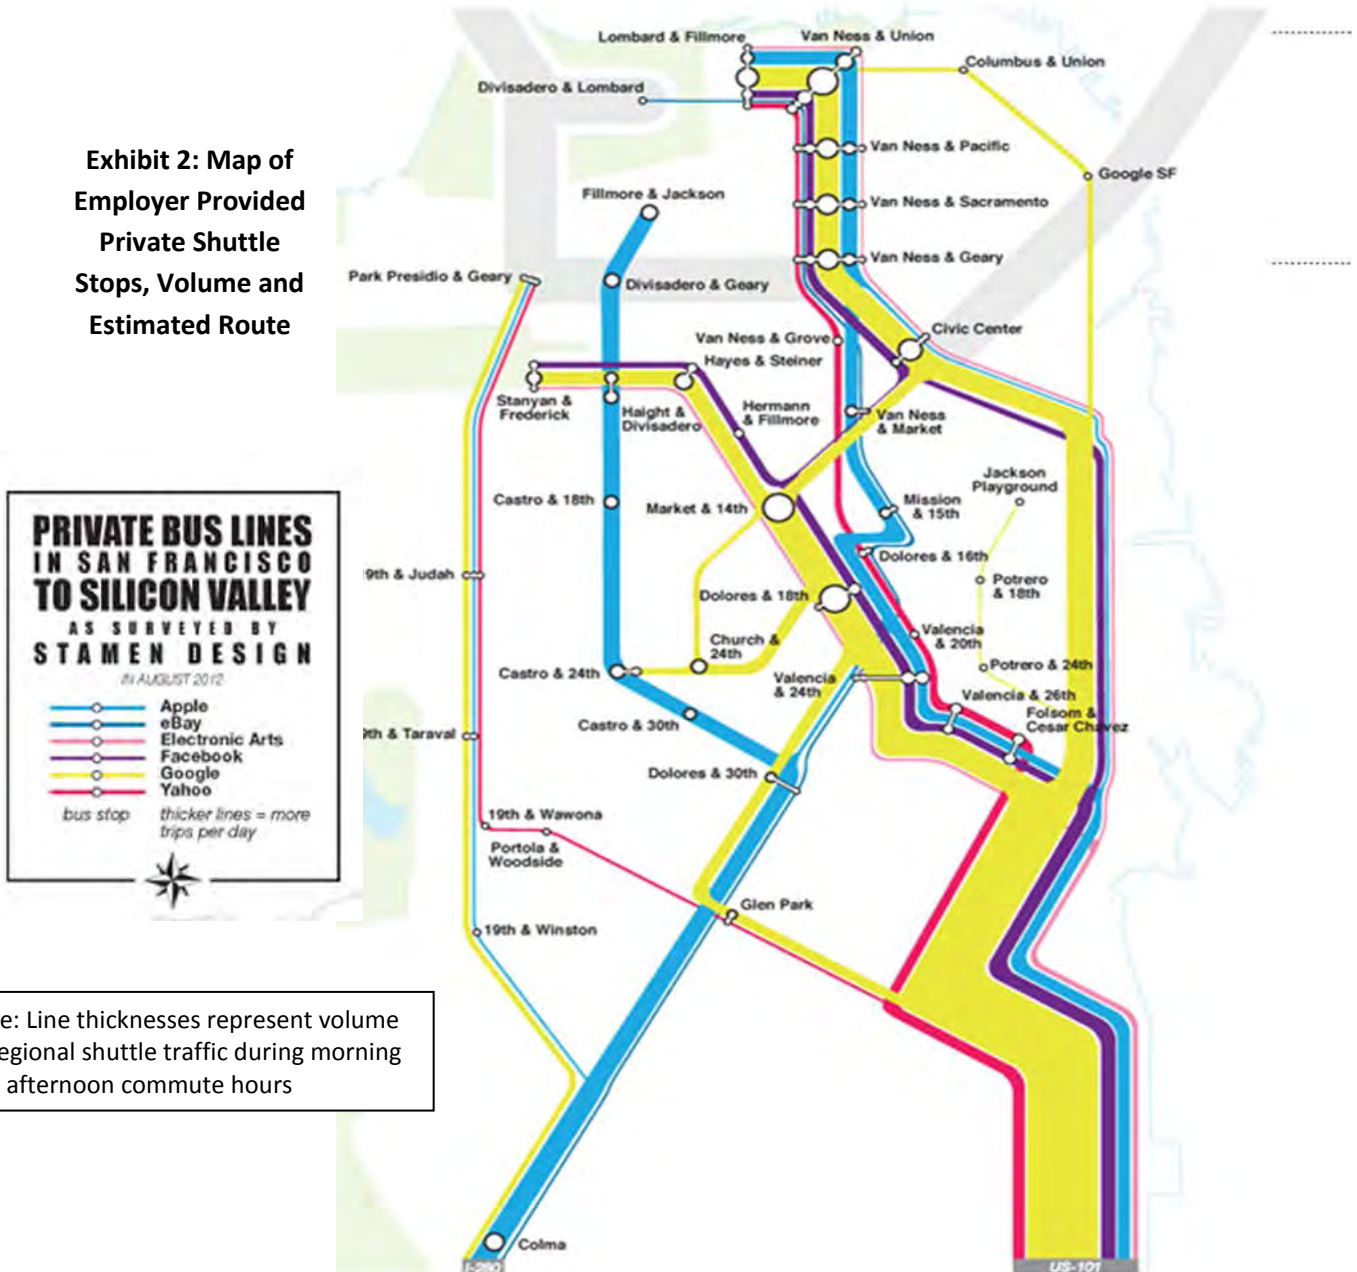 Exhibit 2: Map of
Employer Provided
Private Shuttle
Stops, Volume and
Estimated Route
Lombard & Fillmore
Van Ness & Union
Columbus & Union
Divisadero & Lombard
Van Ness & Pacific
Google SF
Fillmore & Jackson
Van Ness & Sacramento
Van Ness & Geary
Park Presidio & Geary
Divisadero & Geary
Civic Center
Van Ness & Grove
Hayes & Steiner
Stanyan &
Frederick
Haight &
Divisadero
Hermann
& Fillmore
Van Ness
& Market
Jackson
Playground
Castro & 18th
Market & 14th
Mission
& 15th
Dolores & 16th
9th & Judah
Potrero
& 18th
Dolores & 18th
Valencia
& 20th
Church &
24th
Potrero & 24th
Castro & 24th
Valencia
& 24th
Valencia & 26th
Folsom &
Cesar Chavez
Castro & 30th
9th & Taraval
Dolores & 30th
19th & Wawona
Portola &
Woodside
Glen Park
19th & Winston
Colma
I-280
US-101
PRIVATE BUS LINES
IN SAN FRANCISCO
TO SILICON VALLEY
AS SURVEYED BY
STAMEN DESIGN
IN AUGUST 2012
Apple
eBay
Electronic Arts
Facebook
Google
Yahoo
bus stop
thicker lines = more
trips per day
e: Line thicknesses represent volume
egional shuttle traffic during morning
afternoon commute hours